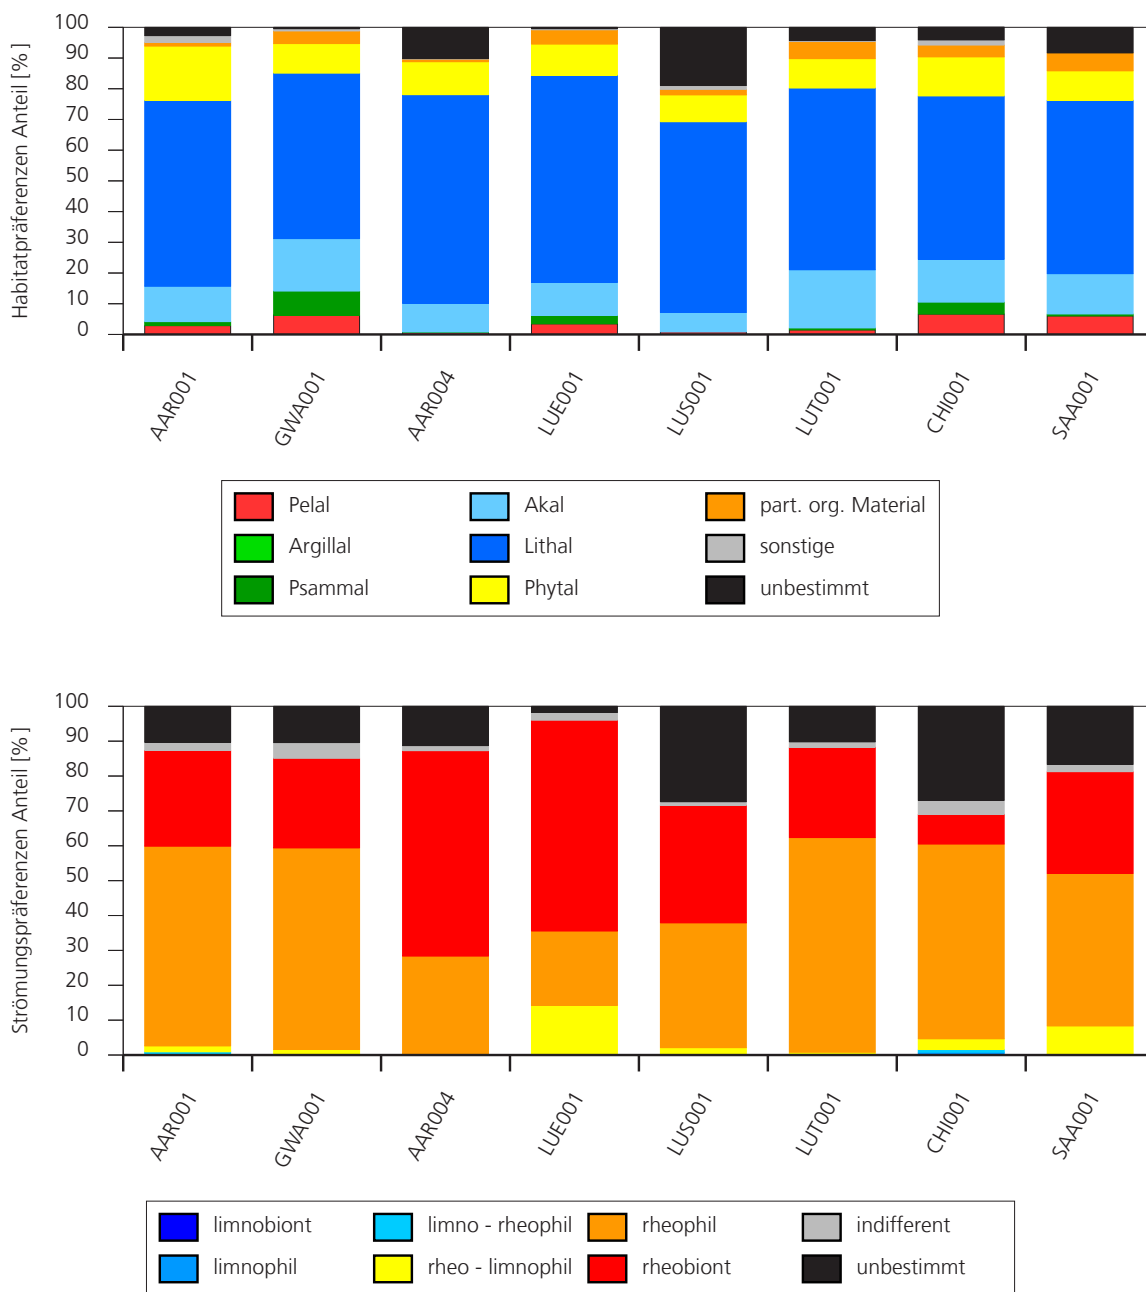 Habitatpräferenzen Anteil [%]
100
90
80
70
60
50
40
30
20
10
0
AAR001
GWA001
AAR004
LUE001
LUS001
LUT001
CHI001
SAA001
Pelal
Akal
part. org. Material
Argillal
Lithal
sonstige
Psammal
Phytal
unbestimmt
Strömungspräferenzen Anteil [%]
100
90
80
70
60
50
40
30
20
10
0
AAR001
GWA001
AAR004
LUE001
LUS001
LUT001
CHI001
SAA001
limnobiont
limno - rheophil
rheophil
indifferent
limnophil
rheo - limnophil
rheobiont
unbestimmt